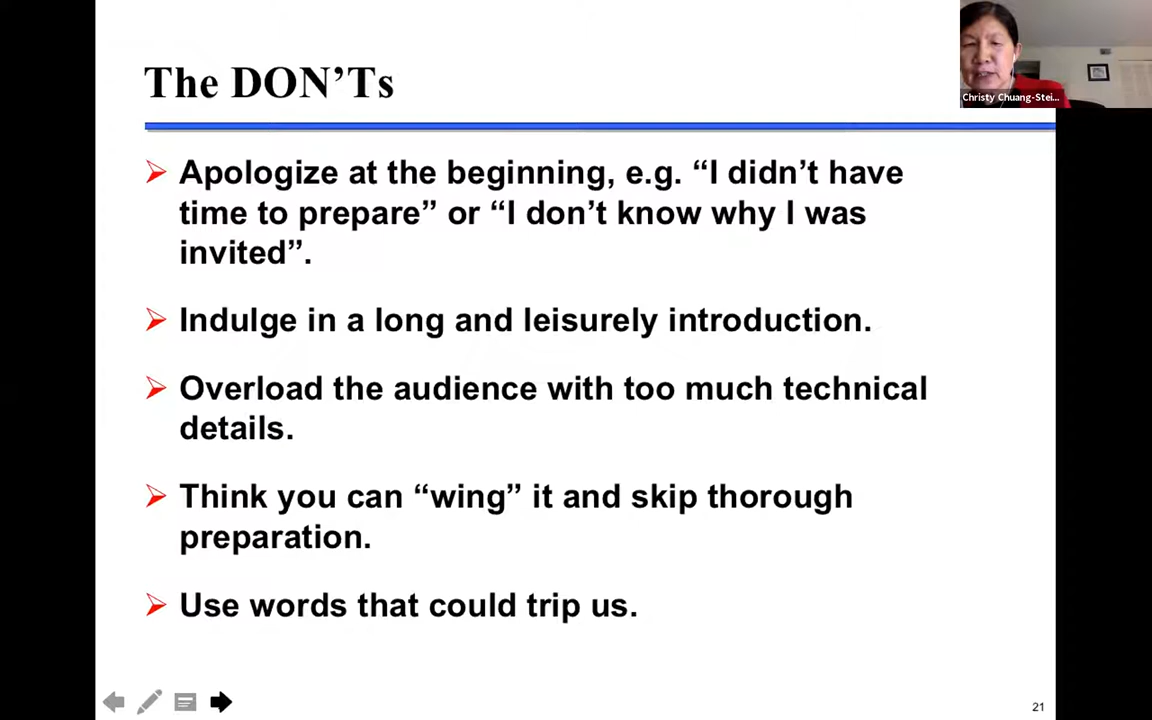 The DON’Ts
Christy Chuang-Stei...
Apologize at the beginning, e.g. “I didn’t have
time to prepare” or “I don’t know why I was
invited”.
Indulge in a long and leisurely introduction.
Overload the audience with too much technical
details.
Think you can “wing” it and skip thorough
preparation.
Use words that could trip us.
21